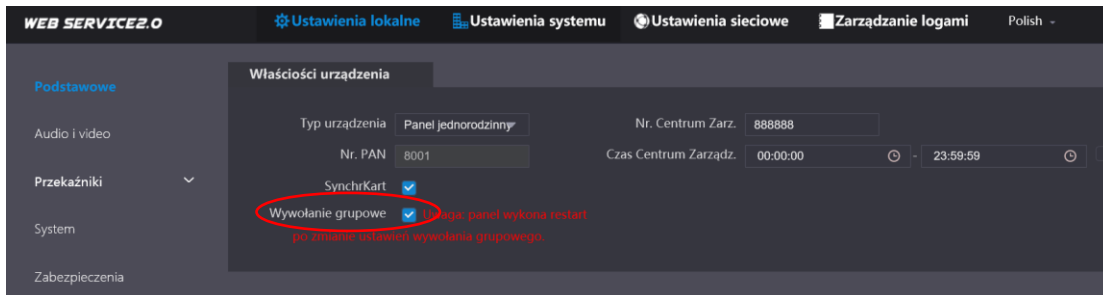 WEB SERVICE2.0 Ustawienia lokalne Ustawienia systemu Ustawienia sieciowe Zarządzanie logami Polish
Właściości urządzenia
Podstawowe
Audio i video
Przekaźniki
System
Zabezpieczenia
Typ urządzenia Panel jednorodzinny Nr. Centrum Zarz. 888888
Nr. PAN 8001 Czas Centrum Zarządz. 00:00:00 - 23:59:59
SynchrKart
Wywołanie grupowe Uwaga: panel wykona restart
po zmianie ustawień wywołania grupowego.